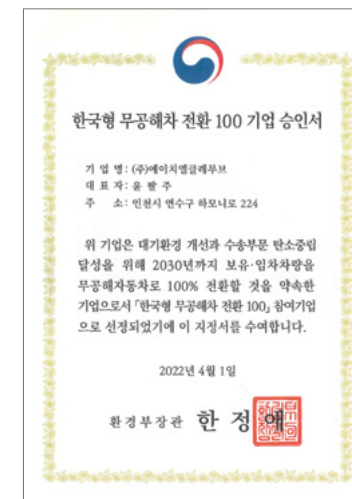 한국형 무공해차 전환 100 기업 승인서
기 업 명 : (주)에이치엘클레무브
대 표 자 : 윤 팔 주
주 소 : 인천시 연수구 하모니로 224
위 기업은 대기환경 개선과 수송부문 탄소중립
달성을 위해 2030년까지 보유·임차차량을
무공해자동차로 100% 전환할 것을 약속한
기업으로서 「한국형 무공해차 전환 100」 참여기업
으로 선정되었기에 이 지정서를 수여합니다.
2022년 4월 1일
환경부장관 한 정 애